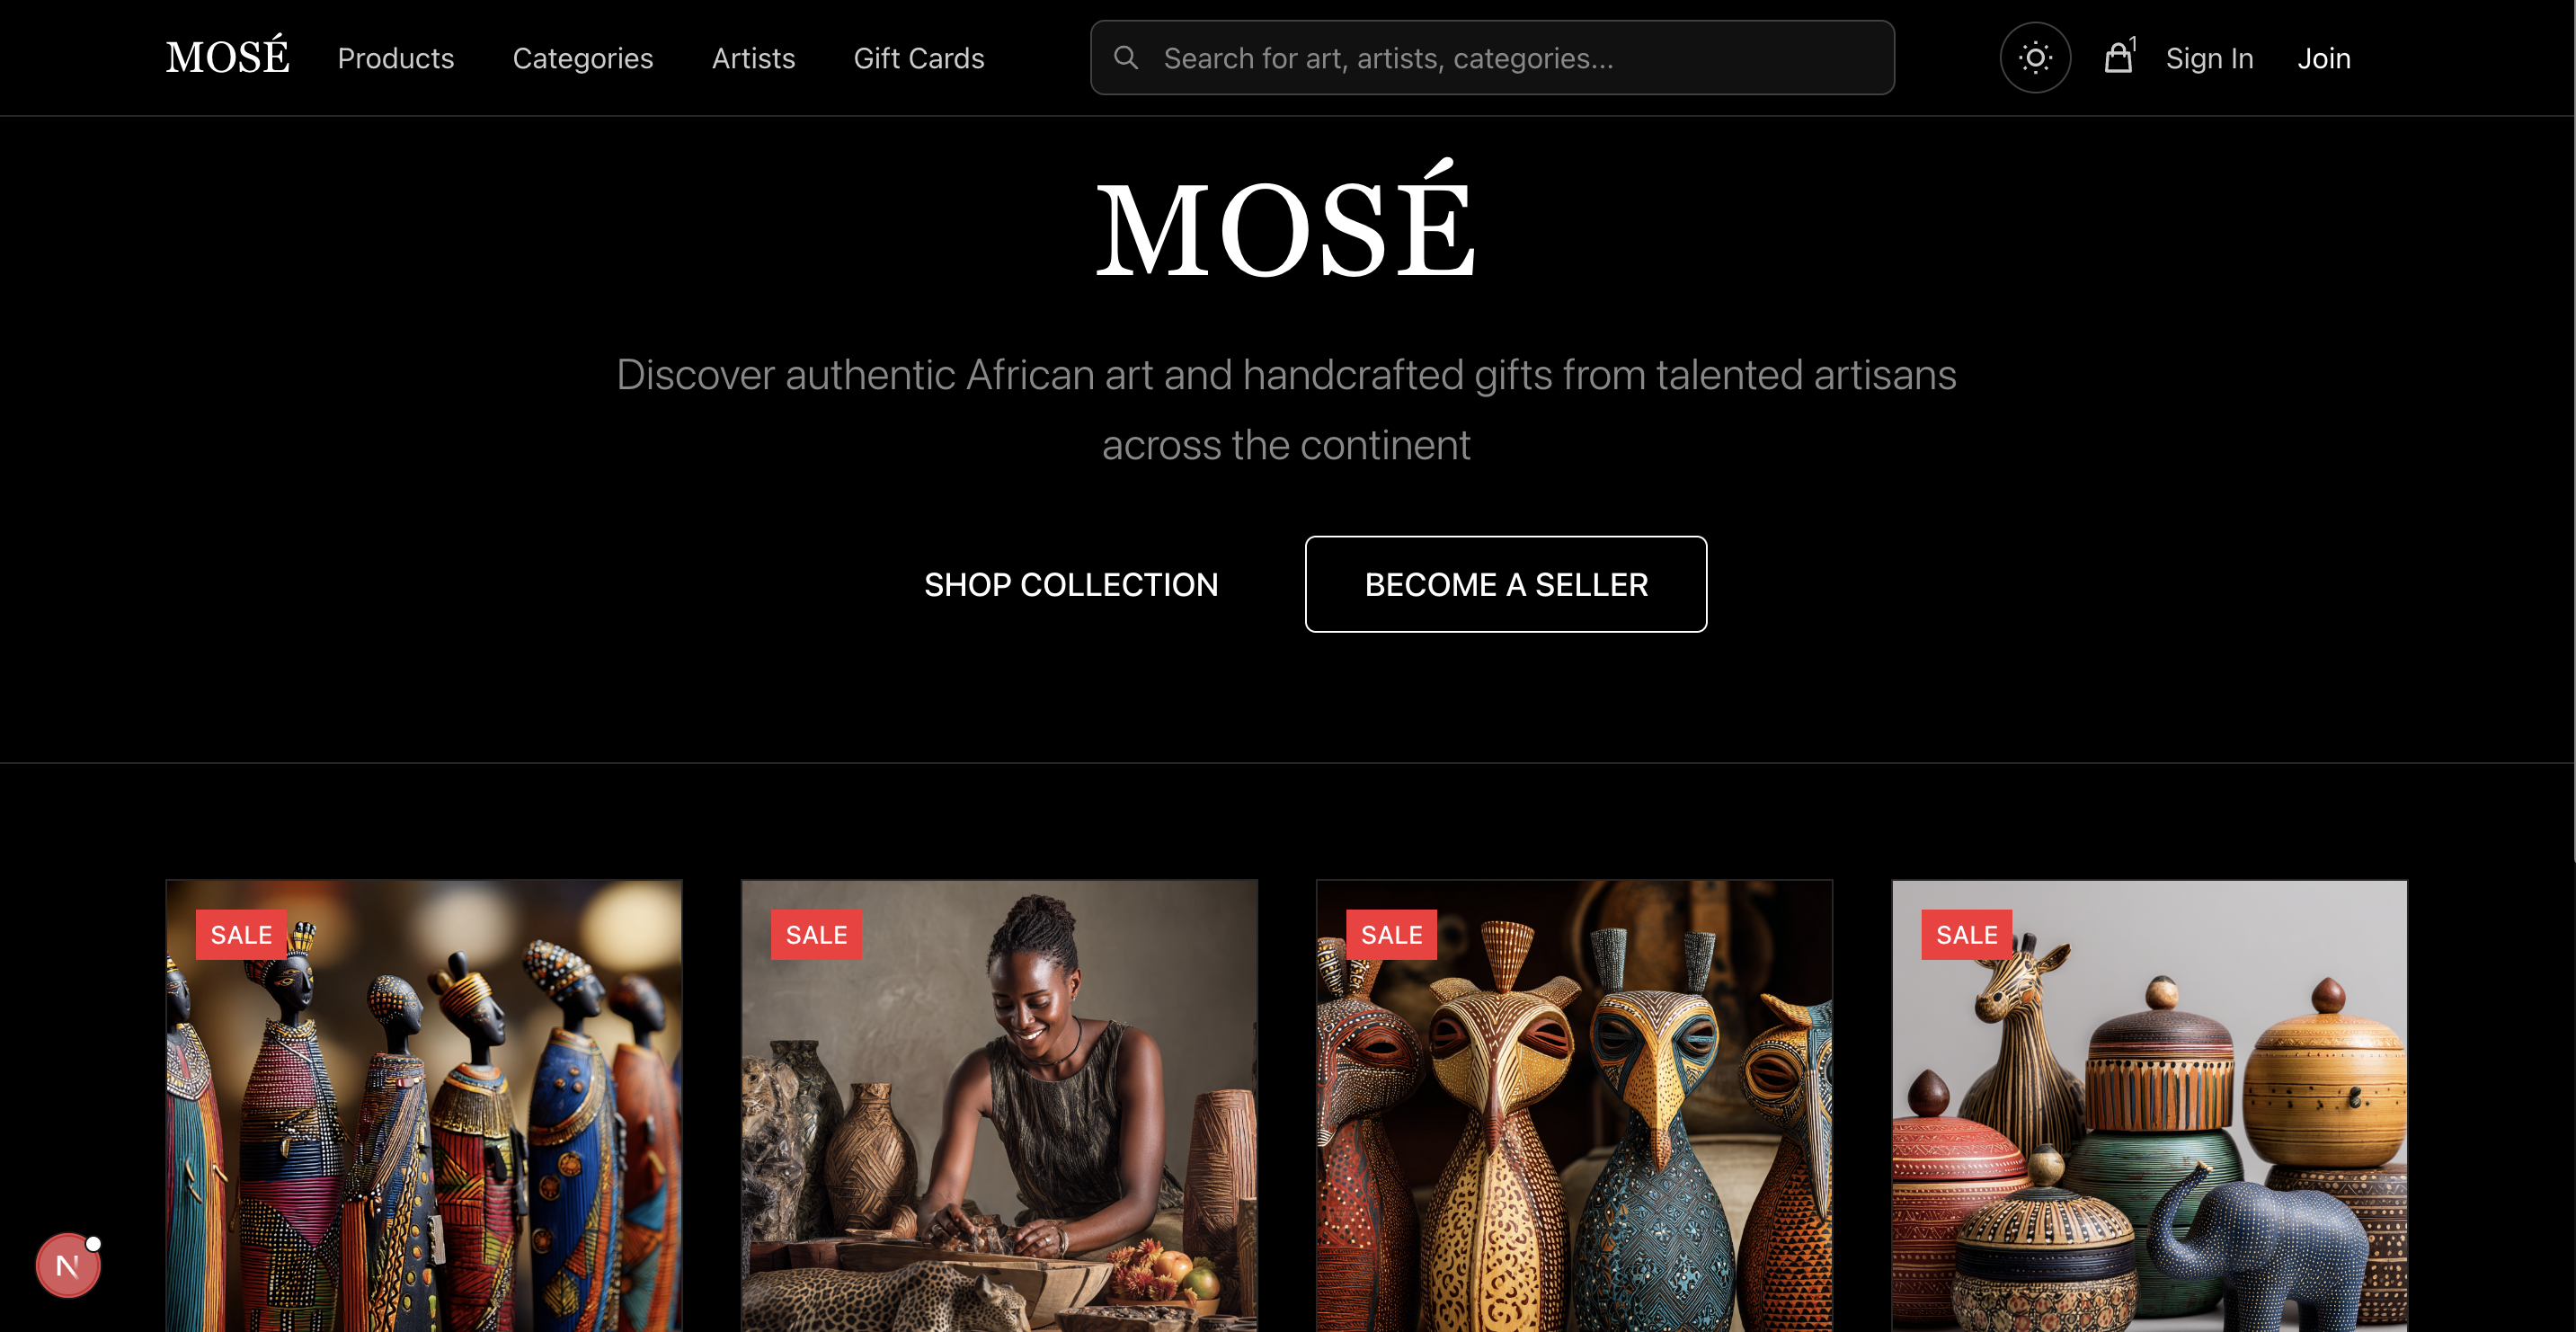 MOSÉ Products Categories Artists Gift Cards Search for art, artists, categories... 1 Sign In Join
MOSÉ
Discover authentic African art and handcrafted gifts from talented artisans
across the continent
SHOP COLLECTION BECOME A SELLER
SALE SALE SALE SALE
N